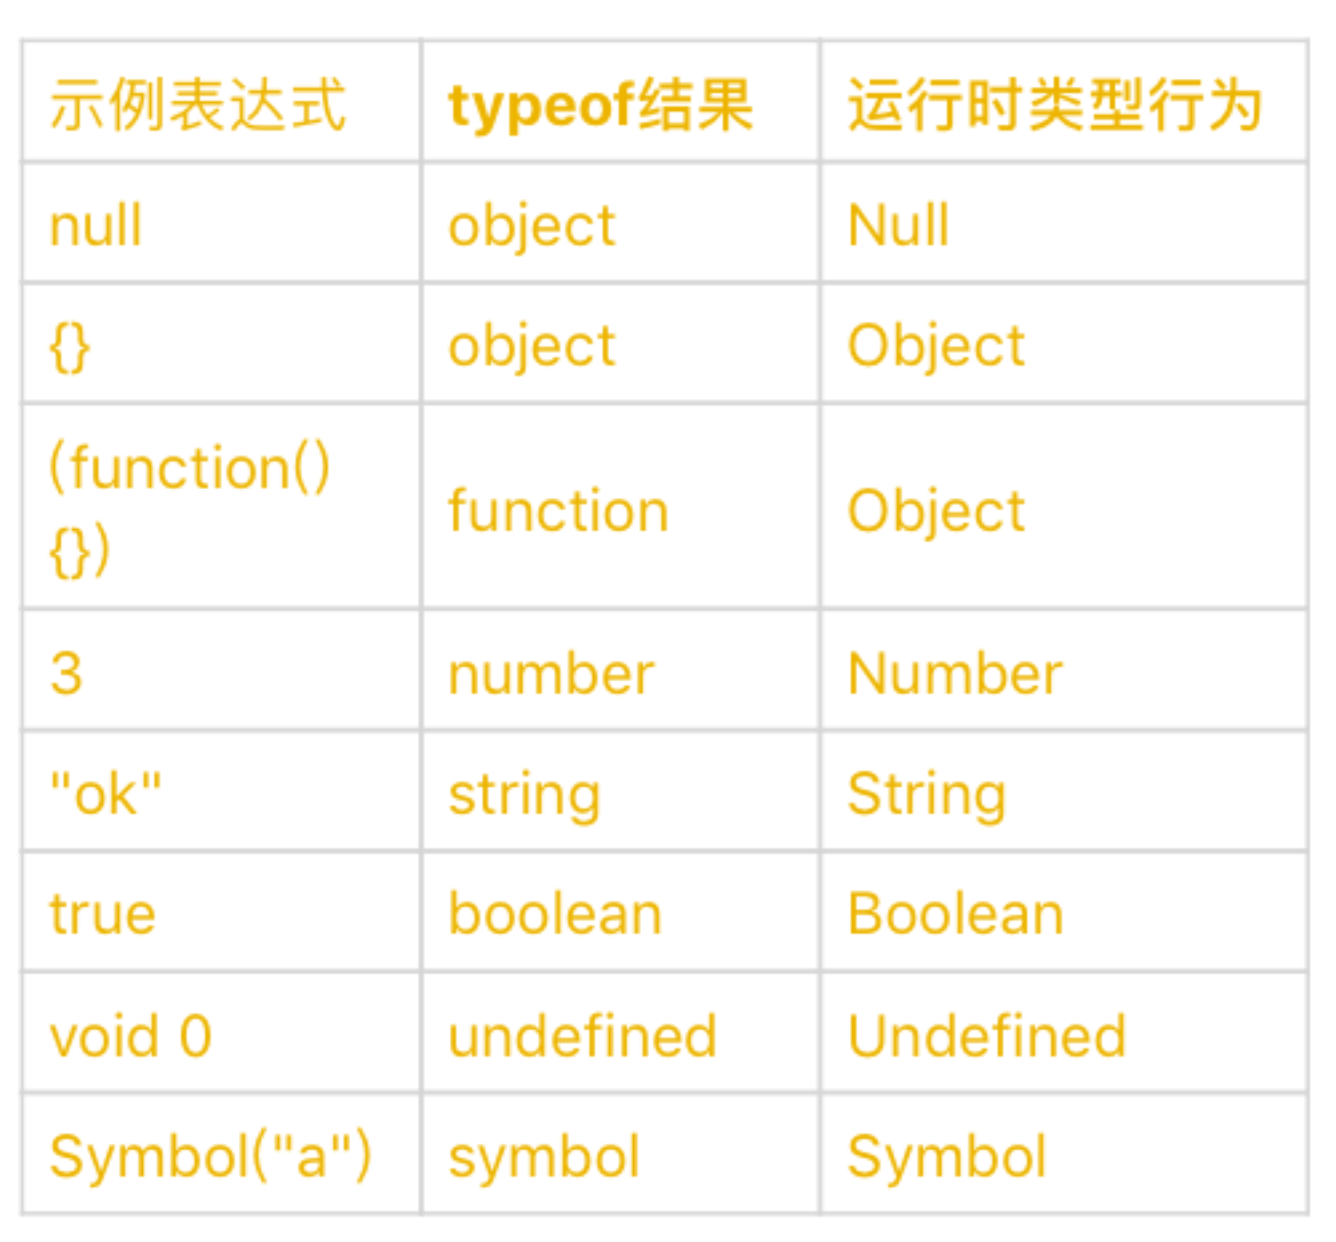 示例表达式 typeof结果 运行时类型行为
null object Null
{} object Object
(function()
{}) function Object
3 number Number
"ok" string String
true boolean Boolean
void 0 undefined Undefined
Symbol("a") symbol Symbol